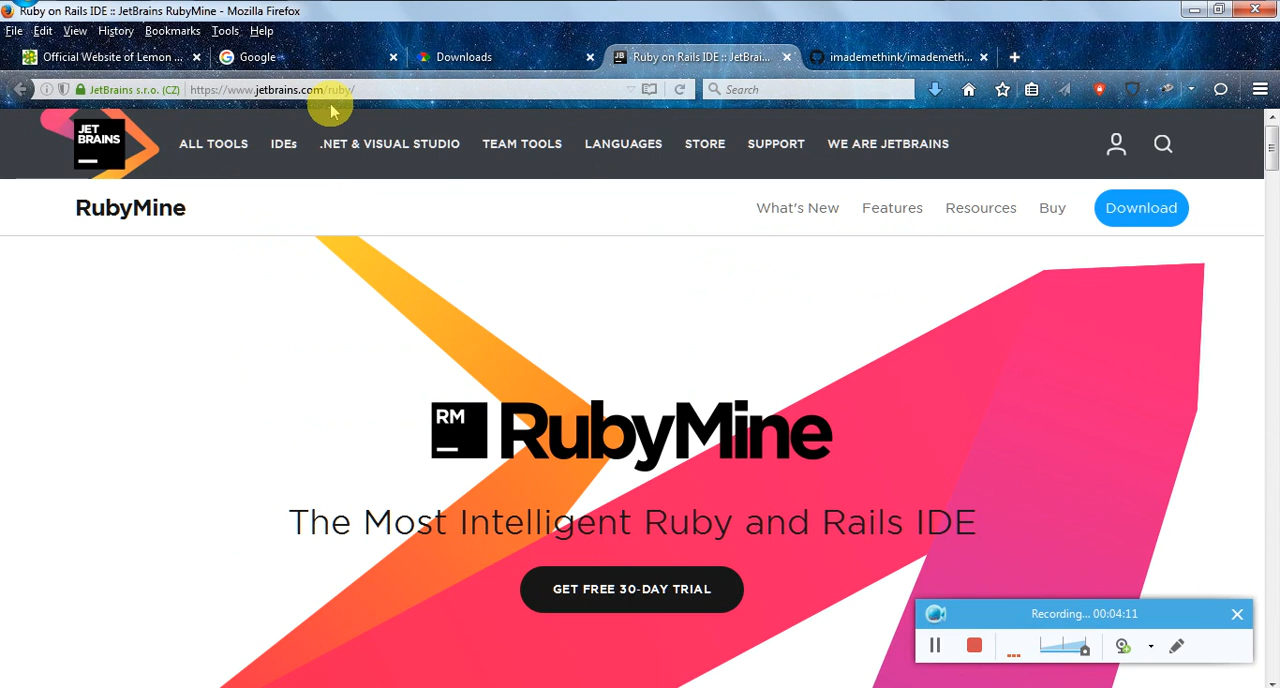 Ruby on Rails IDE :: JetBrains RubyMine - Mozilla Firefox
File Edit View History Bookmarks Tools Help
Official Website of Lemon ... Google Downloads Ruby on Rails IDE :: JetBrai... imademethink/imademeth...
JetBrains s.r.o. (CZ) https://www.jetbrains.com/ruby/ Search
JET BRAINS
ALL TOOLS IDEs .NET & VISUAL STUDIO TEAM TOOLS LANGUAGES STORE SUPPORT WE ARE JETBRAINS
RubyMine What's New Features Resources Buy Download
RM RubyMine
The Most Intelligent Ruby and Rails IDE
GET FREE 30-DAY TRIAL
Recording... 00:04:11